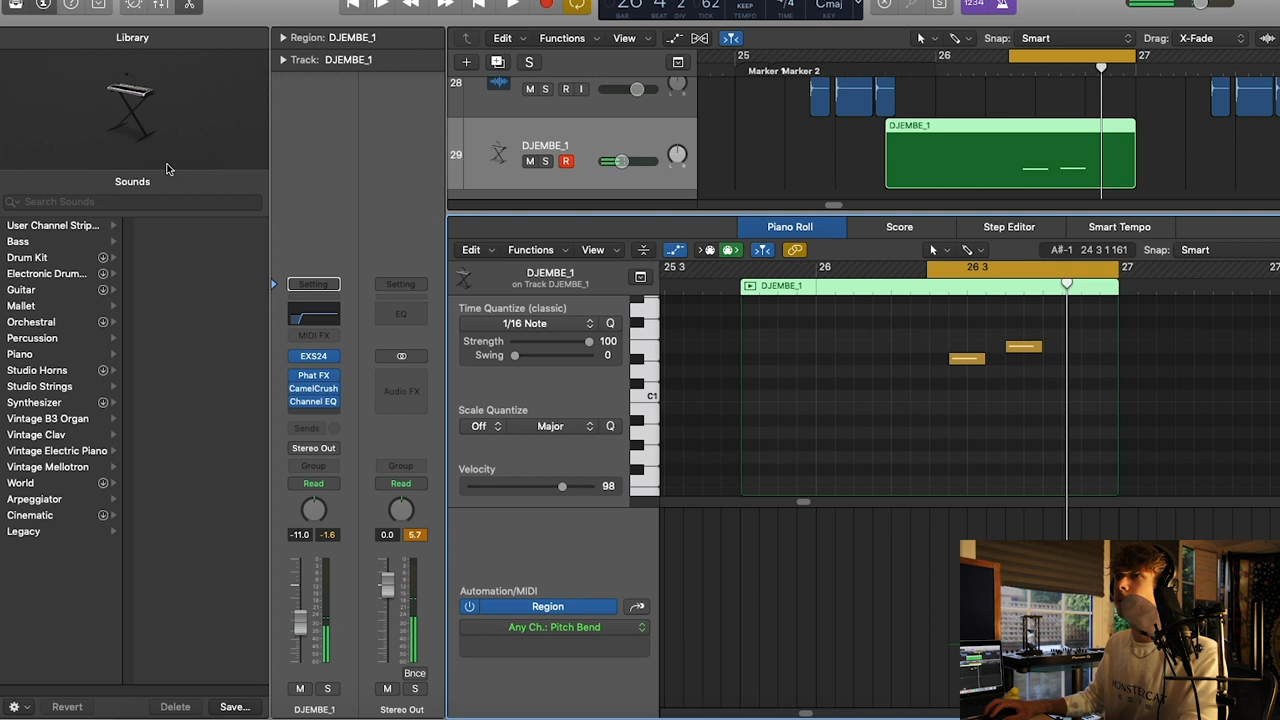 KEEP
BAR
BEAT
DIV
TEMPO
TIME
Cmaj
KEY
1234
Library
Region: DJEMBE_1
Track: DJEMBE_1
Edit
Functions
View
Snap:
Smart
Drag:
X-Fade
S
25
26
27
Marker 1
Marker 2
28
M S R I
29
DJEMBE_1
M S R
DJEMBE_1
Sounds
Search Sounds
User Channel Strip...
Bass
Drum Kit
Electronic Drum...
Guitar
Mallet
Orchestral
Percussion
Piano
Studio Horns
Studio Strings
Synthesizer
Vintage B3 Organ
Vintage Clav
Vintage Electric Piano
Vintage Mellotron
World
Arpeggiator
Cinematic
Legacy
Revert
Delete
Save...
Setting
Setting
EQ
MIDI FX
EXS24
Phat FX
CamelCrush
Channel EQ
Audio FX
Sends
Stereo Out
Group
Group
Read
Read
-11.0
-1.6
0.0
5.7
Bnce
M S
M S
DJEMBE_1
Stereo Out
Piano Roll
Score
Step Editor
Smart Tempo
Edit
Functions
View
A#-1 24 3 1 161
Snap:
Smart
DJEMBE_1
on Track DJEMBE_1
25 3
26
26 3
27
27
DJEMBE_1
Time Quantize (classic)
1/16 Note
Q
Strength
100
Swing
0
C1
Scale Quantize
Off
Major
Q
Velocity
98
Automation/MIDI
Region
Any Ch.: Pitch Bend
MONSTERCAT